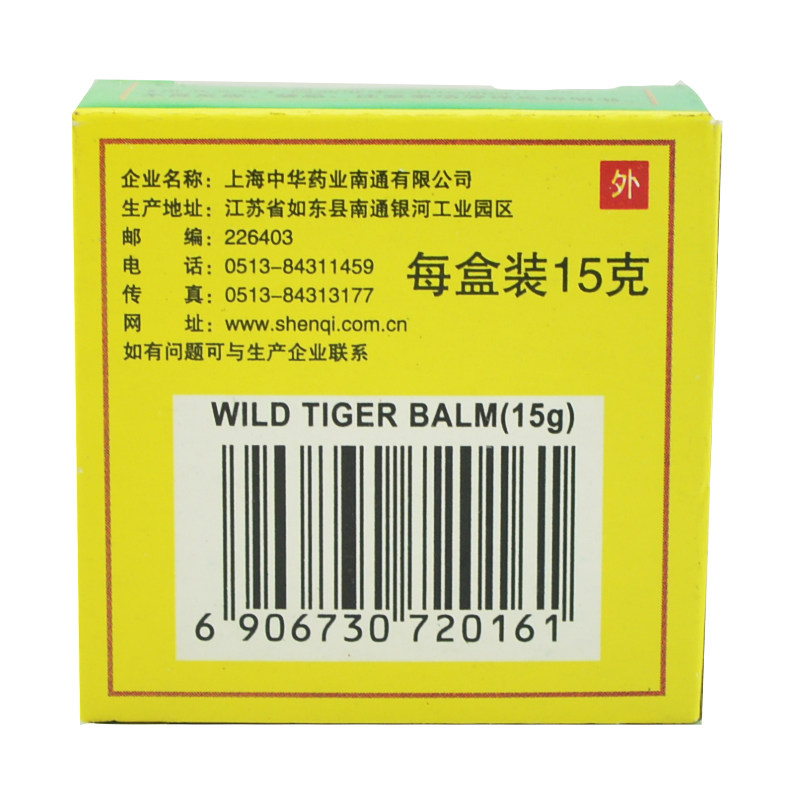 企业名称：上海中华药业南通有限公司
外
生产地址：江苏省如东县南通银河工业园区
邮　　编：226403
电　　话：0513-84311459
每盒装15克
传　　真：0513-84313177
网　　址：www.shenqi.com.cn
如有问题可与生产企业联系
WILD TIGER BALM(15g)
6 906730 720161